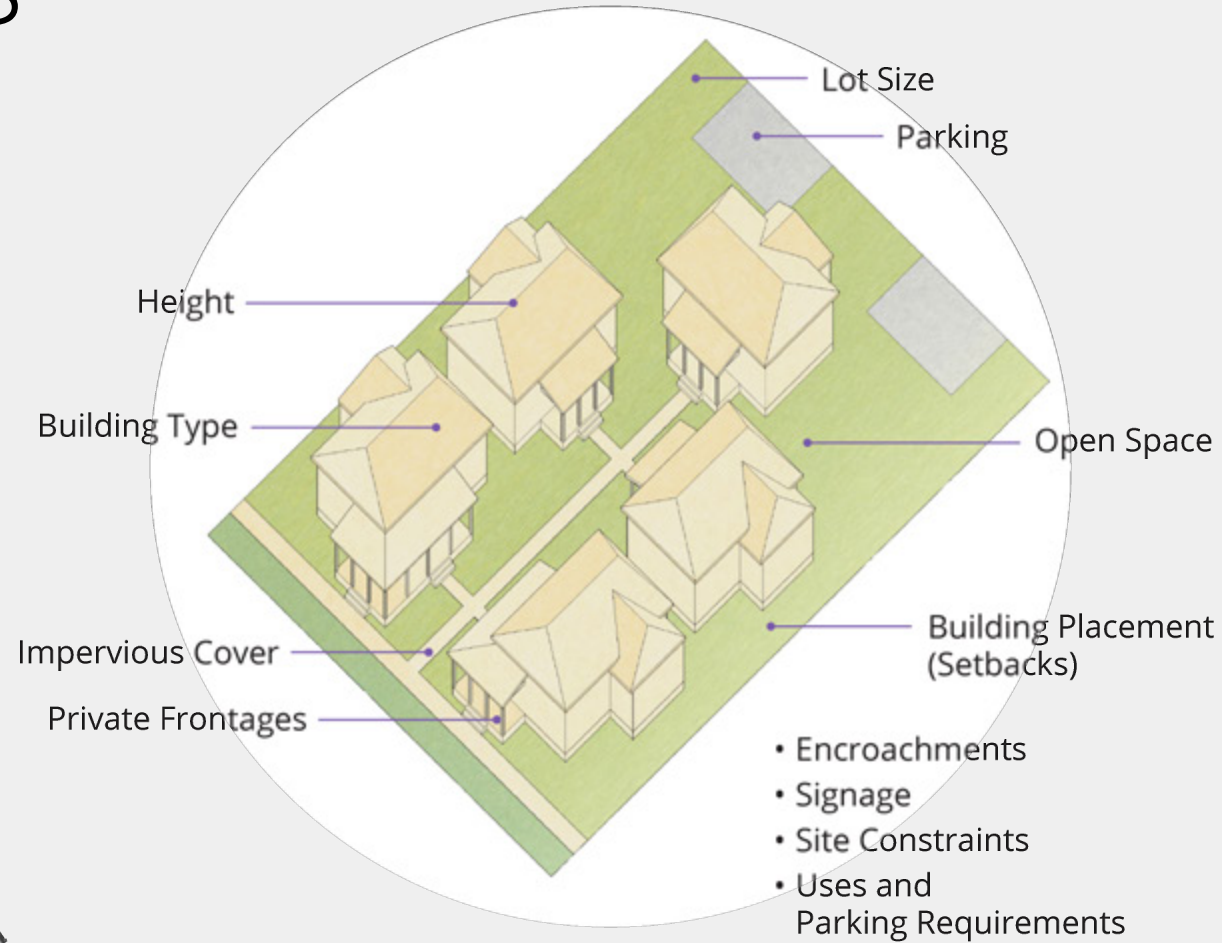 Lot Size
Parking
Height
Building Type
Open Space
Impervious Cover
Building Placement
(Setbacks)
Private Frontages
• Encroachments
• Signage
• Site Constraints
• Uses and
Parking Requirements